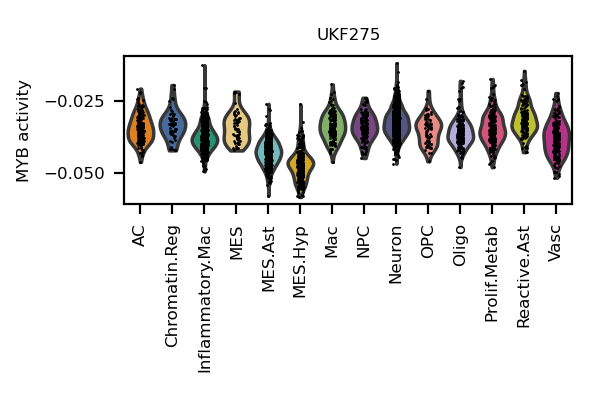 UKF275
MYB activity
−0.025
−0.050
AC
Chromatin.Reg
Inflammatory.Mac
MES
MES.Ast
MES.Hyp
Mac
NPC
Neuron
OPC
Oligo
Prolif.Metab
Reactive.Ast
Vasc